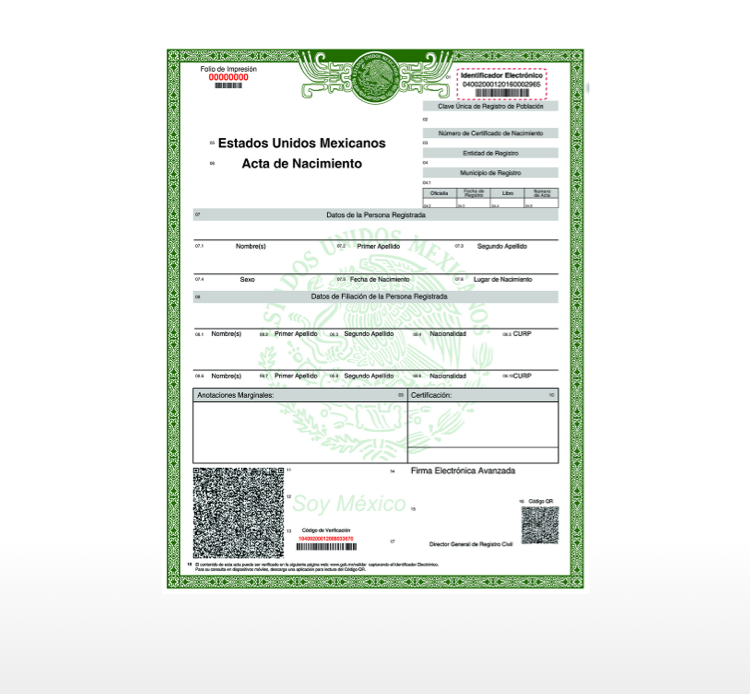 Folio de Impresión
00000000
Identificador Electrónico
04002000120160002965
Clave Única de Registro de Población
02
Número de Certificado de Nacimiento
03
Entidad de Registro
04
Municipio de Registro
04.1
Oficialía Fecha de Registro Libro Número de Acta
04.2 04.3 04.4 04.5
05 Estados Unidos Mexicanos
06 Acta de Nacimiento
07 Datos de la Persona Registrada
07.1 Nombre(s) 07.2 Primer Apellido 07.3 Segundo Apellido
07.4 Sexo 07.5 Fecha de Nacimiento 07.6 Lugar de Nacimiento
08 Datos de Filiación de la Persona Registrada
08.1 Nombre(s) 08.2 Primer Apellido 08.3 Segundo Apellido 08.4 Nacionalidad 08.5 CURP
08.6 Nombre(s) 08.7 Primer Apellido 08.8 Segundo Apellido 08.9 Nacionalidad 08.10 CURP
ESTADOS UNIDOS MEXICANOS
Anotaciones Marginales: 09 Certificación: 10
11 14 Firma Electrónica Avanzada
12 Soy México 15
16 Código QR
13 Código de Verificación
17 Director General de Registro Civil
18 El contenido de esta acta puede ser verificado en la siguiente página web: www.gob.mx/validar capturando el Identificador Electrónico.
Para su consulta en dispositivos móviles, descarga una aplicación para lectura del Código QR.